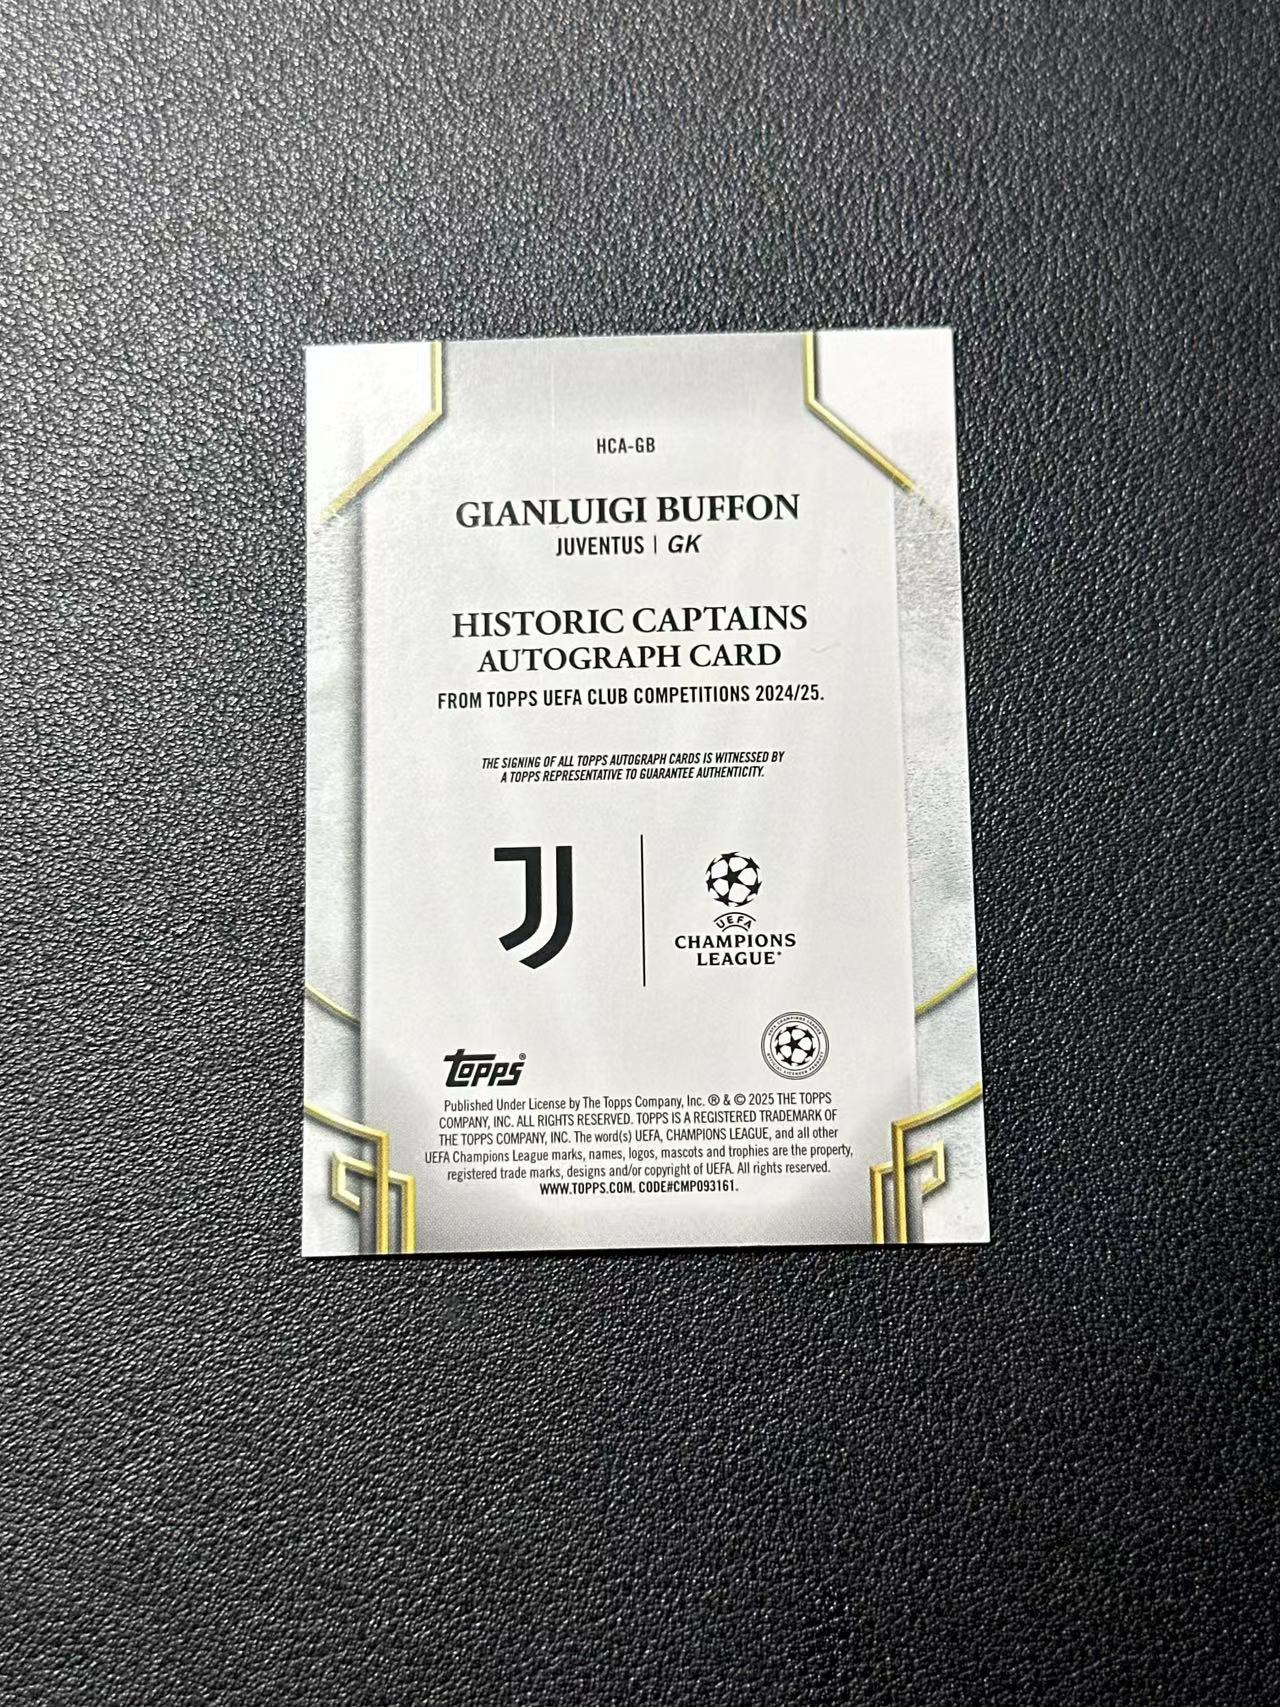 HCA-GB
GIANLUIGI BUFFON
JUVENTUS | GK
HISTORIC CAPTAINS
AUTOGRAPH CARD
FROM TOPPS UEFA CLUB COMPETITIONS 2024/25.
THE SIGNING OF ALL TOPPS AUTOGRAPH CARDS IS WITNESSED BY
A TOPPS REPRESENTATIVE TO GUARANTEE AUTHENTICITY.
UEFA
CHAMPIONS
LEAGUE®
topps®
Published Under License by The Topps Company, Inc. ® & © 2025 THE TOPPS
COMPANY, INC. ALL RIGHTS RESERVED. TOPPS IS A REGISTERED TRADEMARK OF
THE TOPPS COMPANY, INC. The word(s) UEFA, CHAMPIONS LEAGUE, and all other
UEFA Champions League marks, names, logos, mascots and trophies are the property,
registered trade marks, designs and/or copyright of UEFA. All rights reserved.
WWW.TOPPS.COM. CODE#CMP093161.